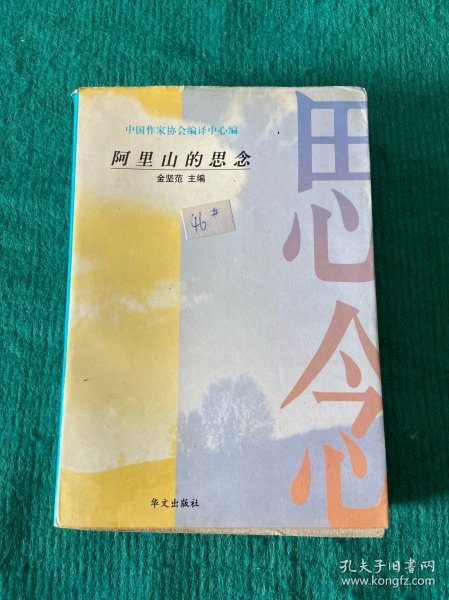 中国作家协会编译中心编
阿里山的思念
金坚范 主编
46#
思念
华文出版社
孔夫子旧书网
www.kongfz.com